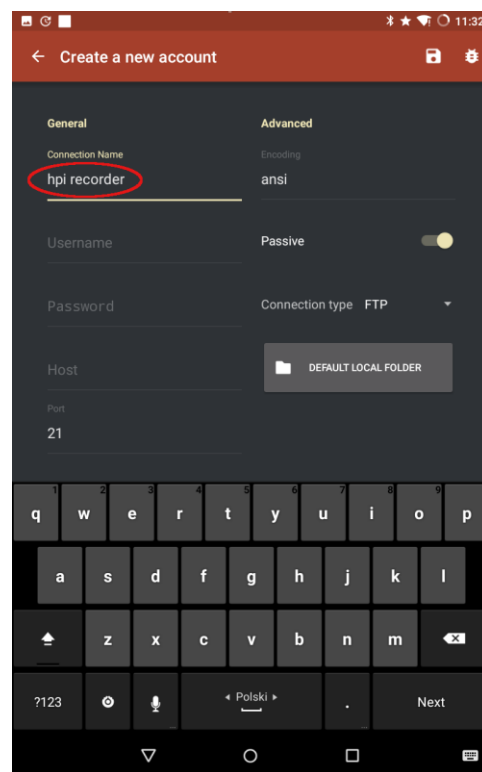 11:32
Create a new account
General
Connection Name
hpi recorder
Username
Password
Host
Port
21
Advanced
Encoding
ansi
Passive
Connection type FTP
DEFAULT LOCAL FOLDER
1 2 3 4 5 6 7 8 9
q w e r t y u i o p
a s d f g h j k l
z x c v b n m
?123 Polski . Next